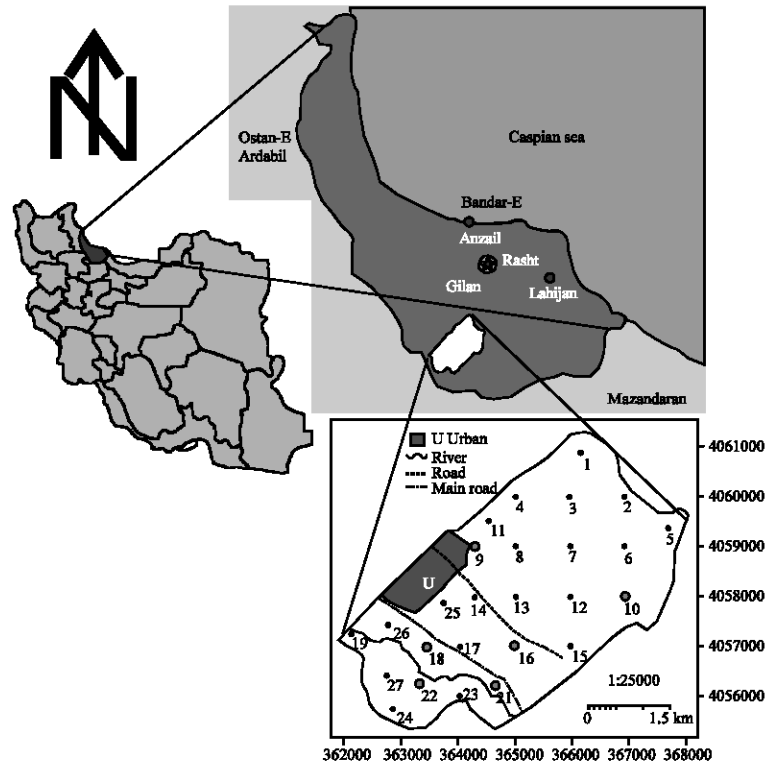 N
Ostan-E
Ardabil
Caspian sea
Bandar-E
Anzail
Rasht
Gilan
Lahijan
Mazandaran
U Urban
River
Road
Main road
1
4061000
4
3
2
4060000
11
5
9
8
7
6
4059000
U
25
14
13
12
10
4058000
19
26
18
17
16
15
4057000
27
22
23
21
1:25000
24
4056000
0
1.5 km
362000
363000
364000
365000
366000
367000
368000